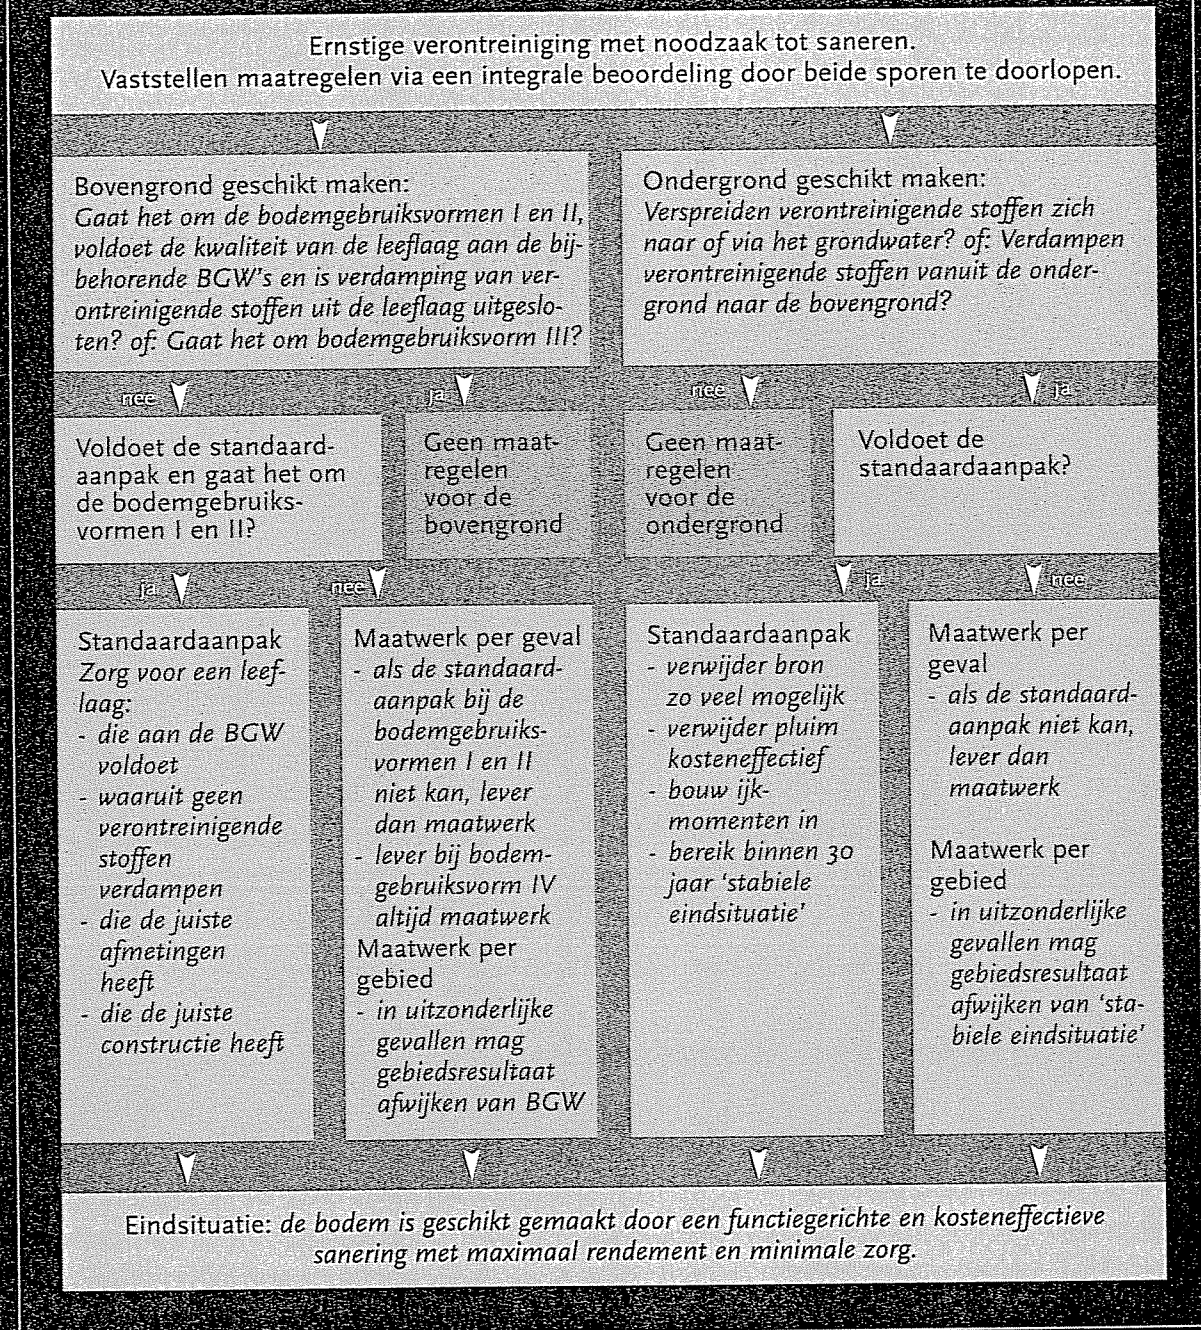 Ernstige verontreiniging met noodzaak tot saneren.
Vaststellen maatregelen via een integrale beoordeling door beide sporen te doorlopen.
Bovengrond geschikt maken:
Gaat het om de bodemgebruiksvormen I en II,
voldoet de kwaliteit van de leeflaag aan de bij-
behorende BGW's en is verdamping van ver-
ontreinigende stoffen uit de leeflaag uitgeslo-
ten? of: Gaat het om bodemgebruiksvorm III?
Ondergrond geschikt maken:
Verspreiden verontreinigende stoffen zich
naar of via het grondwater? of: Verdampen
verontreinigende stoffen vanuit de onder-
grond naar de bovengrond?
nee
ja
nee
ja
Voldoet de standaard-
aanpak en gaat het om
de bodemgebruiks-
vormen I en II?
Geen maat-
regelen
voor de
bovengrond
Geen maat-
regelen
voor de
ondergrond
Voldoet de
standaardaanpak?
ja
nee
ja
nee
Standaardaanpak
Zorg voor een leef-
laag:
- die aan de BGW
voldoet
- waaruit geen
verontreinigende
stoffen
verdampen
- die de juiste
afmetingen
heeft
- die de juiste
constructie heeft
Maatwerk per geval
- als de standaard-
aanpak bij de
bodemgebruiks-
vormen I en II
niet kan, lever
dan maatwerk
- lever bij bodem-
gebruiksvorm IV
altijd maatwerk
Maatwerk per
gebied
- in uitzonderlijke
gevallen mag
gebiedsresultaat
afwijken van BGW
Standaardaanpak
- verwijder bron
zo veel mogelijk
- verwijder pluim
kosteneffectief
- bouw ijk-
momenten in
- bereik binnen 30
jaar ‘stabiele
eindsituatie’
Maatwerk per
geval
- als de standaard-
aanpak niet kan,
lever dan
maatwerk
Maatwerk per
gebied
- in uitzonderlijke
gevallen mag
gebiedsresultaat
afwijken van ‘sta-
biele eindsituatie’
Eindsituatie: de bodem is geschikt gemaakt door een functiegerichte en kosteneffectieve
sanering met maximaal rendement en minimale zorg.